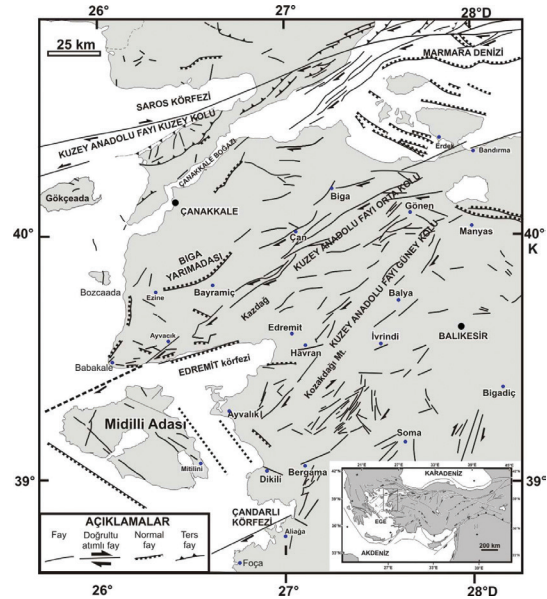 26°
27°
28°D
25 km
MARMARA DENİZİ
SAROS KÖRFEZİ
KUZEY ANADOLU FAYI KUZEY KOLU
ÇANAKKALE BOĞAZI
Erdek
Bandırma
Gökçeada
ÇANAKKALE
Biga
KUZEY ANADOLU FAYI ORTA KOLU
Gönen
Manyas
40°
40°
K
Çan
KUZEY ANADOLU FAYI GÜNEY KOLU
BIGA
YARIMADASI
Bozcaada
Ezine
Bayramiç
Kazdağ
Balya
BALIKESİR
Edremit
Havran
İvrindi
Ayvacık
Babakale
EDREMIT körfezi
Kozakdağı Mt.
Bigadiç
Midilli Adası
Ayvalık
Soma
Mitilini
Bergama
Dikili
39°
39°
ÇANDARLI
KÖRFEZİ
Aliağa
Foça
AÇIKLAMALAR
Fay
Doğrultu
atımlı fay
Normal
fay
Ters
fay
KARADENİZ
EGE
AKDENİZ
200 km
26°
27°
28°